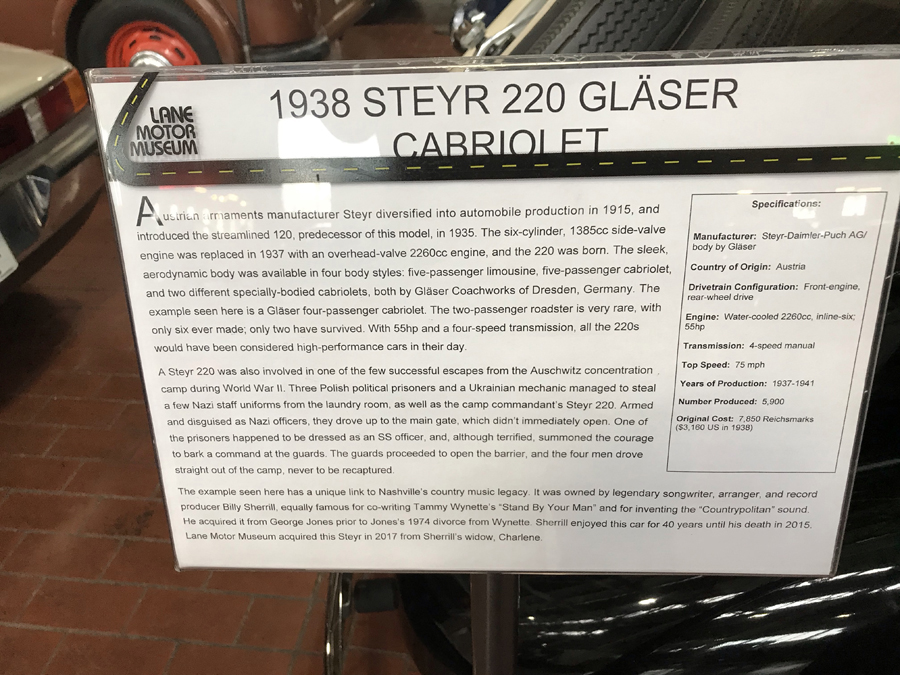 LANE
MOTOR
MUSEUM
1938 STEYR 220 GLÄSER
CABRIOLET
Austrian armaments manufacturer Steyr diversified into automobile production in 1915, and
introduced the streamlined 120, predecessor of this model, in 1935. The six-cylinder, 1385cc side-valve
engine was replaced in 1937 with an overhead-valve 2260cc engine, and the 220 was born. The sleek,
aerodynamic body was available in four body styles: five-passenger limousine, five-passenger cabriolet,
and two different specially-bodied cabriolets, both by Gläser Coachworks of Dresden, Germany. The
example seen here is a Gläser four-passenger cabriolet. The two-passenger roadster is very rare, with
only six ever made; only two have survived. With 55hp and a four-speed transmission, all the 220s
would have been considered high-performance cars in their day.
A Steyr 220 was also involved in one of the few successful escapes from the Auschwitz concentration
camp during World War II. Three Polish political prisoners and a Ukrainian mechanic managed to steal
a few Nazi staff uniforms from the laundry room, as well as the camp commandant's Steyr 220. Armed
and disguised as Nazi officers, they drove up to the main gate, which didn't immediately open. One of
the prisoners happened to be dressed as an SS officer, and, although terrified, summoned the courage
to bark a command at the guards. The guards proceeded to open the barrier, and the four men drove
straight out of the camp, never to be recaptured.
The example seen here has a unique link to Nashville's country music legacy. It was owned by legendary songwriter, arranger, and record
producer Billy Sherrill, equally famous for co-writing Tammy Wynette's "Stand By Your Man" and for inventing the "Countrypolitan" sound.
He acquired it from George Jones prior to Jones's 1974 divorce from Wynette. Sherrill enjoyed this car for 40 years until his death in 2015.
Lane Motor Museum acquired this Steyr in 2017 from Sherrill's widow, Charlene.
Specifications:
Manufacturer: Steyr-Daimler-Puch AG/
body by Gläser
Country of Origin: Austria
Drivetrain Configuration: Front-engine,
rear-wheel drive
Engine: Water-cooled 2260cc, inline-six;
55hp
Transmission: 4-speed manual
Top Speed: 75 mph
Years of Production: 1937-1941
Number Produced: 5,900
Original Cost: 7,850 Reichsmarks
($3,160 US in 1938)